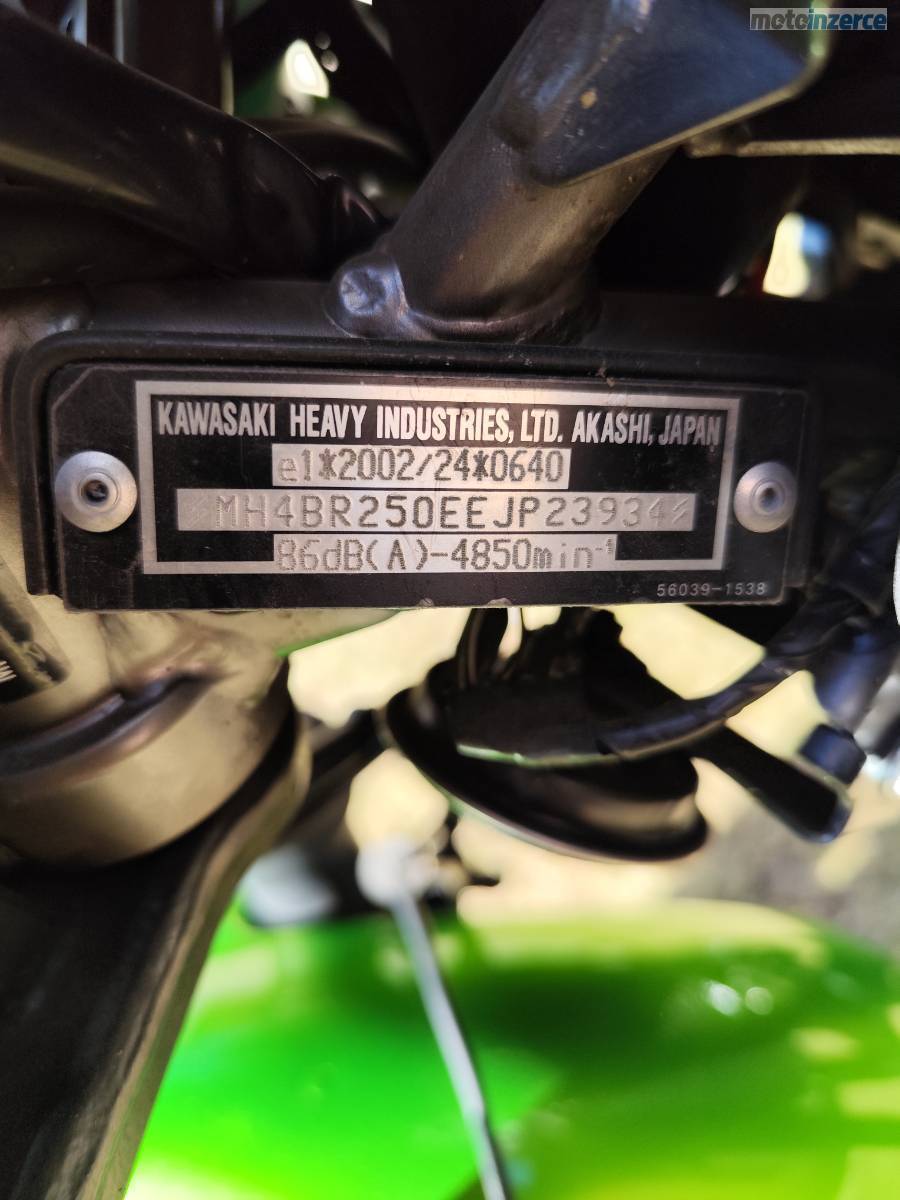 motoinzerce
KAWASAKI HEAVY INDUSTRIES, LTD. AKASHI, JAPAN
e1*2002/24*0640
MH4BR250EEJP23934
86dB(A)-4850min⁻¹
56039-1538